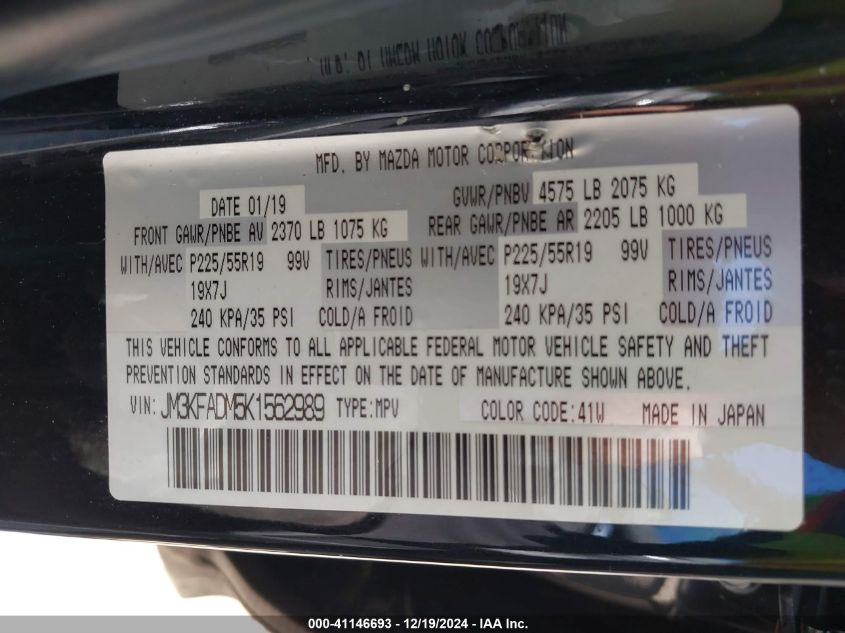 MFD. BY MAZDA MOTOR CORPORATION
DATE 01/19 GVWR/PNBV 4575 LB 2075 KG
FRONT GAWR/PNBE AV 2370 LB 1075 KG REAR GAWR/PNBE AR 2205 LB 1000 KG
WITH/AVEC P225/55R19 99V TIRES/PNEUS WITH/AVEC P225/55R19 99V TIRES/PNEUS
19X7J RIMS/JANTES 19X7J RIMS/JANTES
240 KPA/35 PSI COLD/A FROID 240 KPA/35 PSI COLD/A FROID
THIS VEHICLE CONFORMS TO ALL APPLICABLE FEDERAL MOTOR VEHICLE SAFETY AND THEFT
PREVENTION STANDARDS IN EFFECT ON THE DATE OF MANUFACTURE SHOWN ABOVE.
VIN: JM3KFADM5K1562989 TYPE:MPV COLOR CODE:41W MADE IN JAPAN
000-41146693 - 12/19/2024 - IAA Inc.